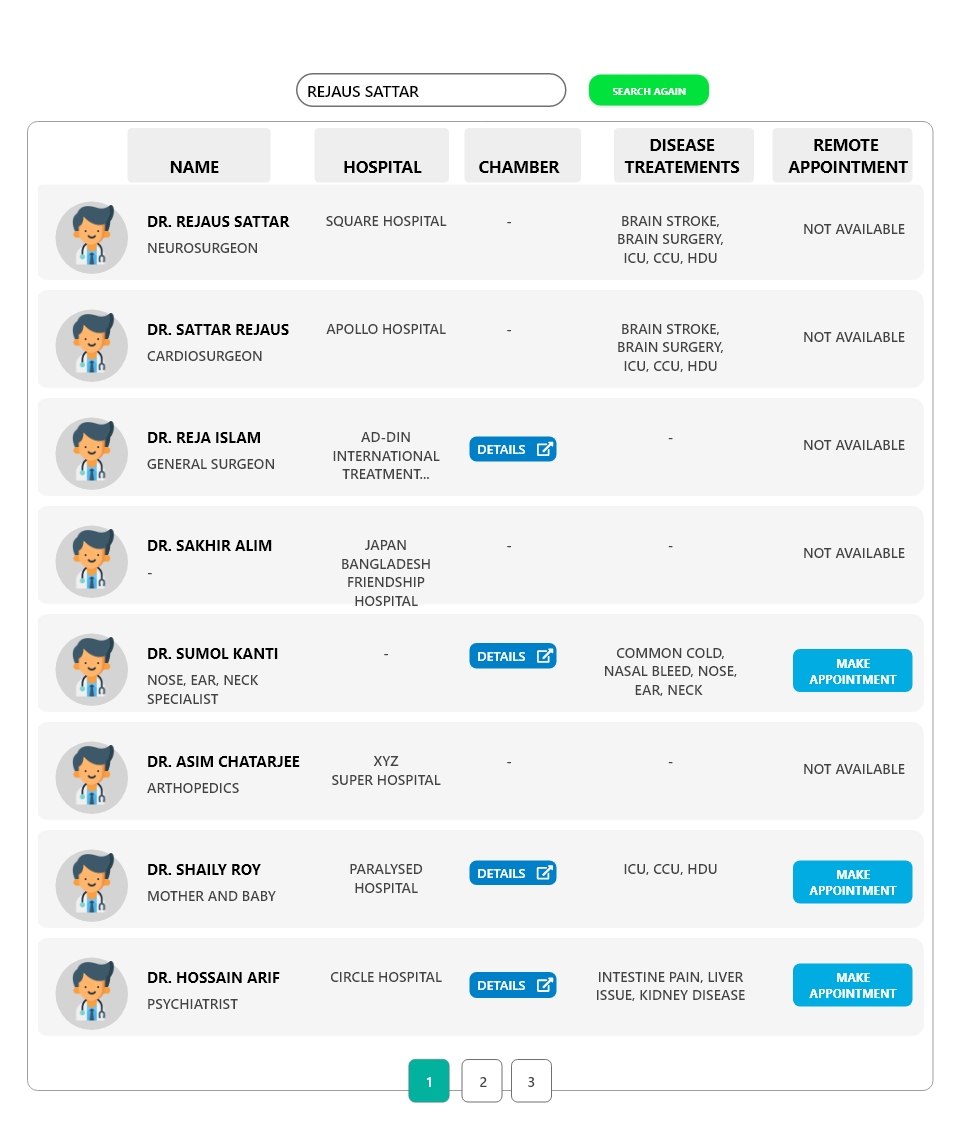 REJAUS SATTAR
SEARCH AGAIN
NAME
HOSPITAL
CHAMBER
DISEASE
TREATEMENTS
REMOTE
APPOINTMENT
DR. REJAUS SATTAR
NEUROSURGEON
SQUARE HOSPITAL
-
BRAIN STROKE,
BRAIN SURGERY,
ICU, CCU, HDU
NOT AVAILABLE
DR. SATTAR REJAUS
CARDIOSURGEON
APOLLO HOSPITAL
-
BRAIN STROKE,
BRAIN SURGERY,
ICU, CCU, HDU
NOT AVAILABLE
DR. REJA ISLAM
GENERAL SURGEON
AD-DIN
INTERNATIONAL
TREATMENT...
DETAILS
-
NOT AVAILABLE
DR. SAKHIR ALIM
-
JAPAN
BANGLADESH
FRIENDSHIP
HOSPITAL
-
-
NOT AVAILABLE
DR. SUMOL KANTI
NOSE, EAR, NECK
SPECIALIST
-
DETAILS
COMMON COLD,
NASAL BLEED, NOSE,
EAR, NECK
MAKE
APPOINTMENT
DR. ASIM CHATARJEE
ARTHOPEDICS
XYZ
SUPER HOSPITAL
-
-
NOT AVAILABLE
DR. SHAILY ROY
MOTHER AND BABY
PARALYSED
HOSPITAL
DETAILS
ICU, CCU, HDU
MAKE
APPOINTMENT
DR. HOSSAIN ARIF
PSYCHIATRIST
CIRCLE HOSPITAL
DETAILS
INTESTINE PAIN, LIVER
ISSUE, KIDNEY DISEASE
MAKE
APPOINTMENT
1
2
3